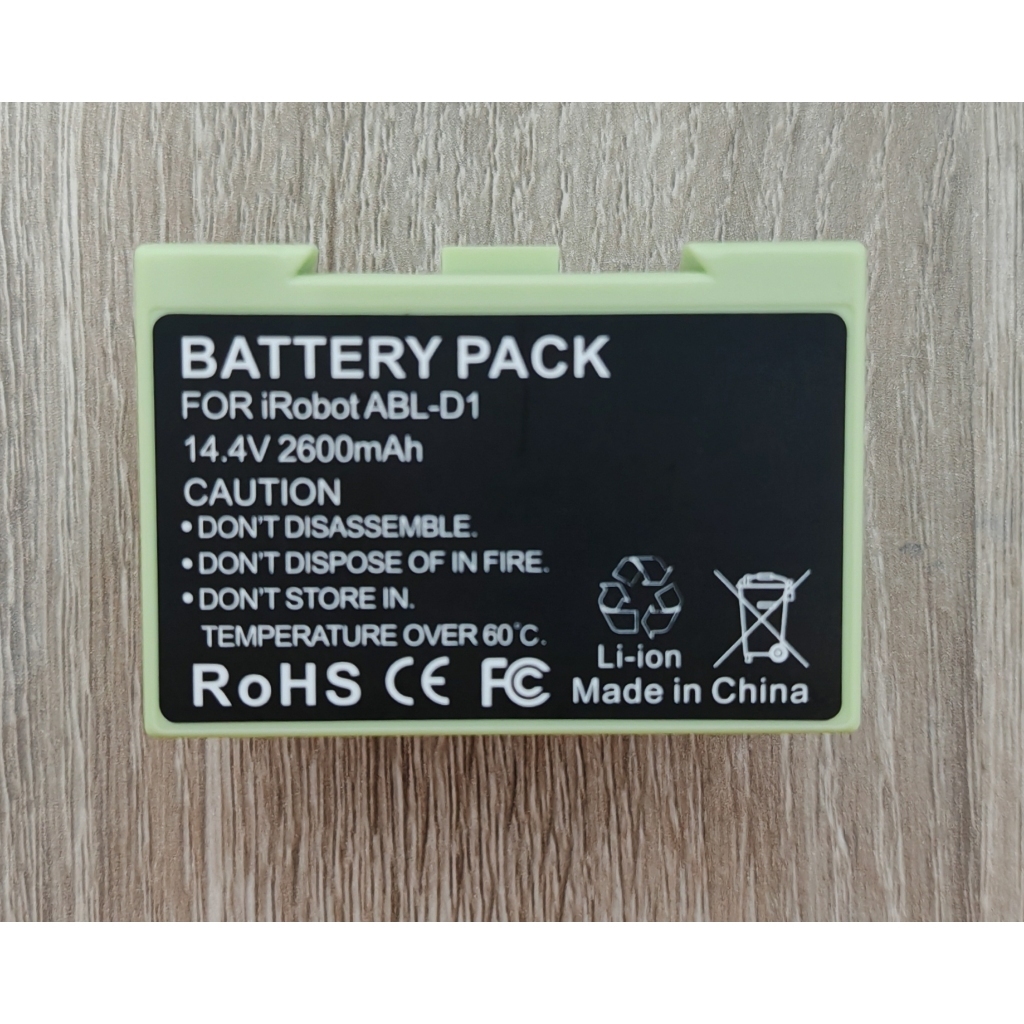 BATTERY PACK
FOR iRobot ABL-D1
14.4V 2600mAh
CAUTION
• DON'T DISASSEMBLE.
• DON'T DISPOSE OF IN FIRE.
• DON'T STORE IN.
TEMPERATURE OVER 60°C.
Li-ion
RoHS CE FC Made in China